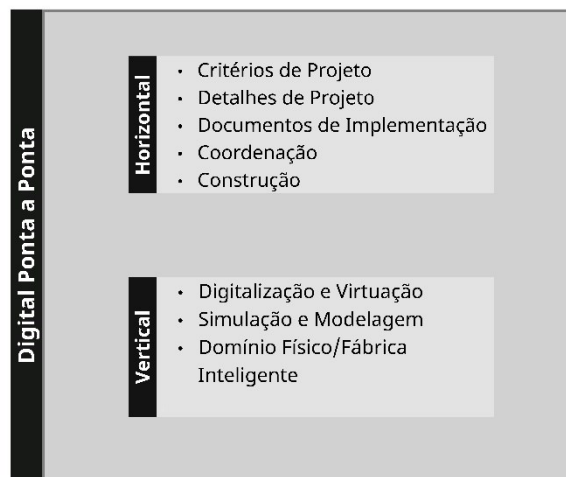 Digital Ponta a Ponta
Horizontal
• Critérios de Projeto
• Detalhes de Projeto
• Documentos de Implementação
• Coordenação
• Construção
Vertical
• Digitalização e Virtuação
• Simulação e Modelagem
• Domínio Físico/Fábrica
Inteligente